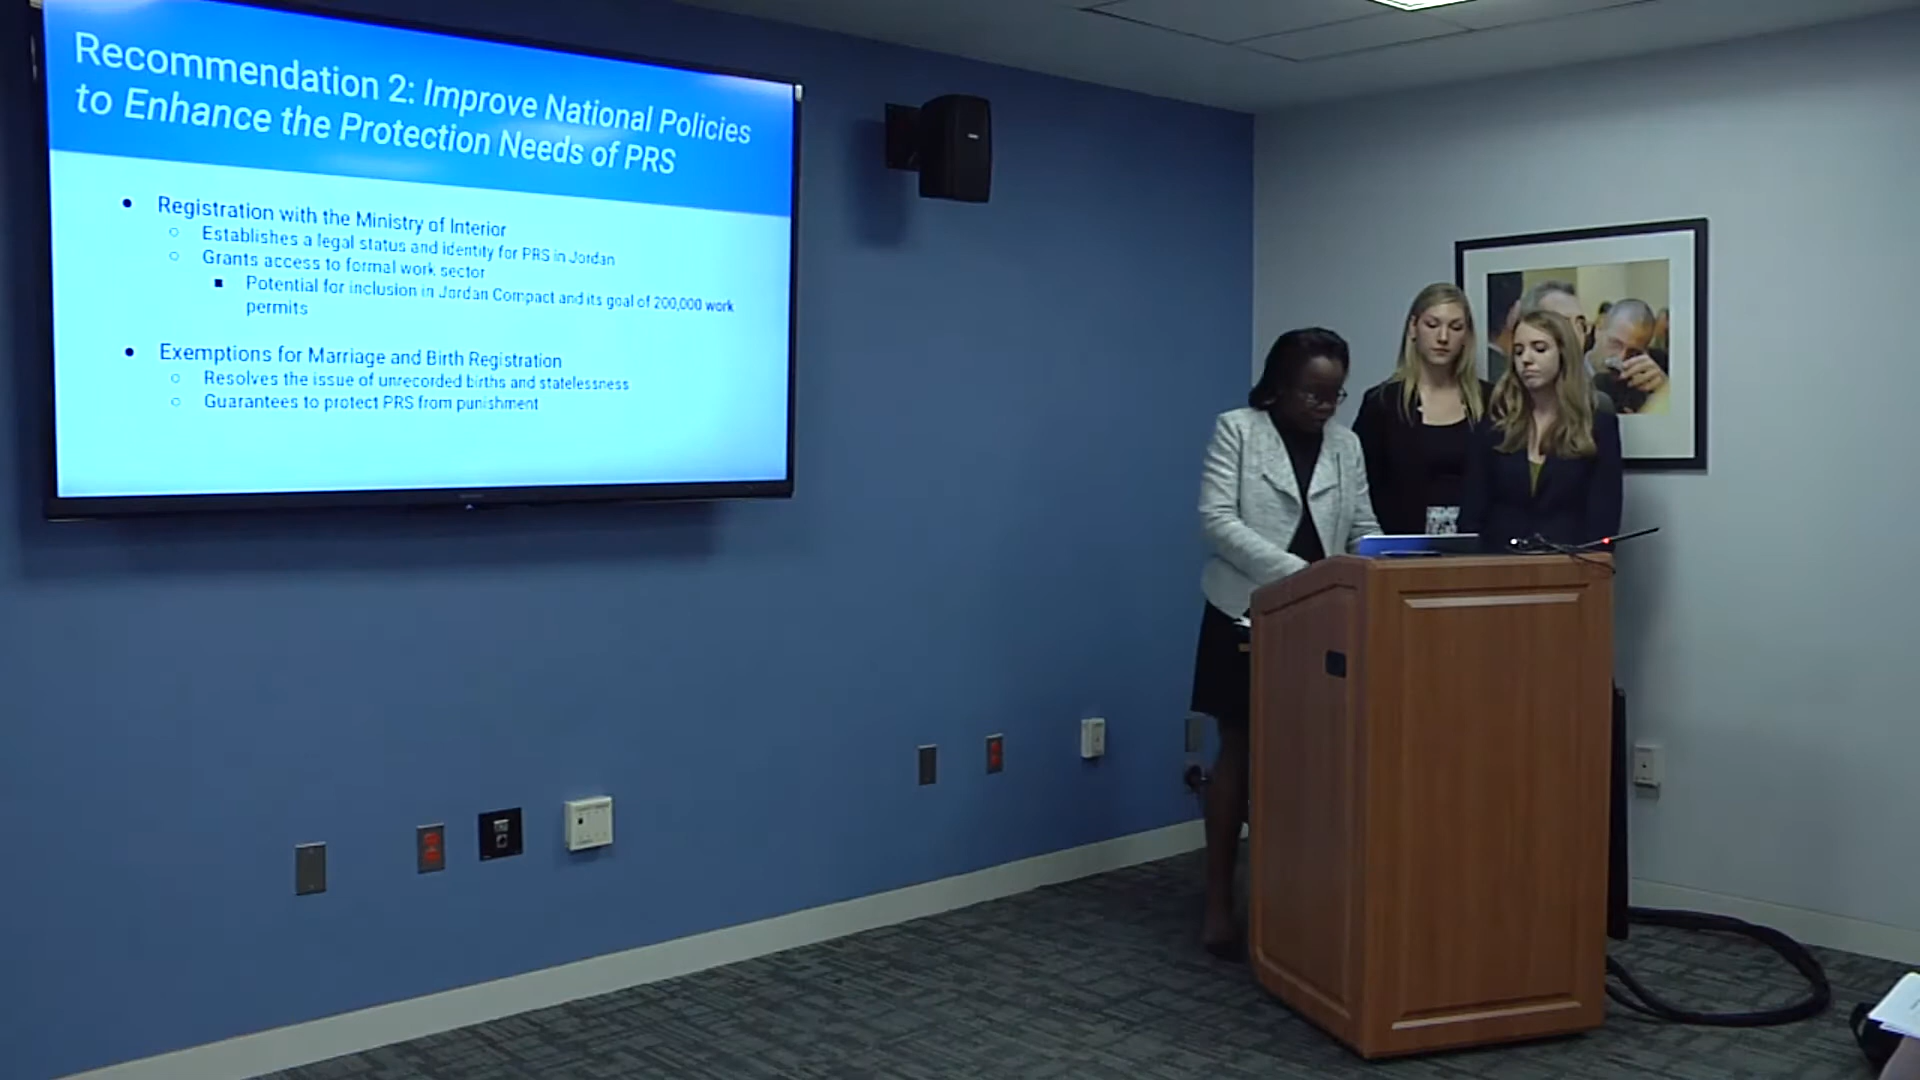 Recommendation 2: Improve National Policies
to Enhance the Protection Needs of PRS
● Registration with the Ministry of Interior
○ Establishes a legal status and identity for PRS in Jordan
○ Grants access to formal work sector
■ Potential for inclusion in Jordan Compact and its goal of 200,000 work
permits
● Exemptions for Marriage and Birth Registration
○ Resolves the issue of unrecorded births and statelessness
○ Guarantees to protect PRS from punishment